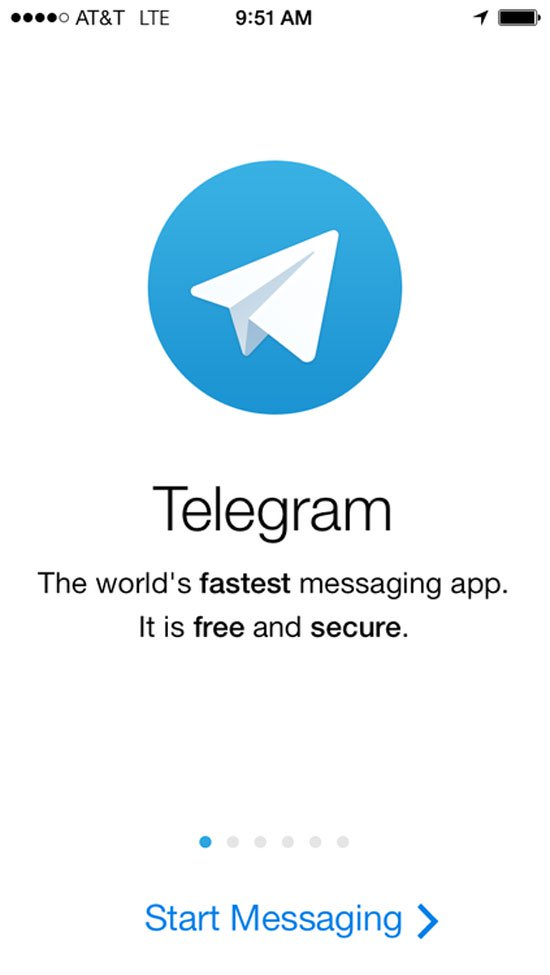 AT&T LTE 9:51 AM
Telegram
The world's fastest messaging app.
It is free and secure.
Start Messaging